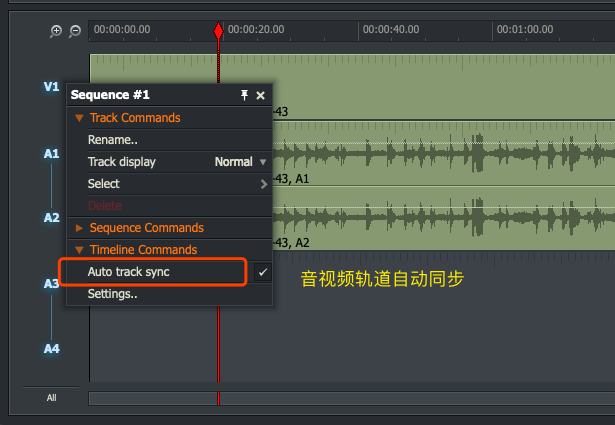 00:00:00.00
00:00:20.00
00:00:40.00
00:01:00.00
V1
Sequence #1
Track Commands
-43
Rename..
A1
Track display
Normal
-43, A1
Select
Delete
A2
Sequence Commands
-43, A2
Timeline Commands
Auto track sync
音视频轨道自动同步
A3
Settings..
A4
All